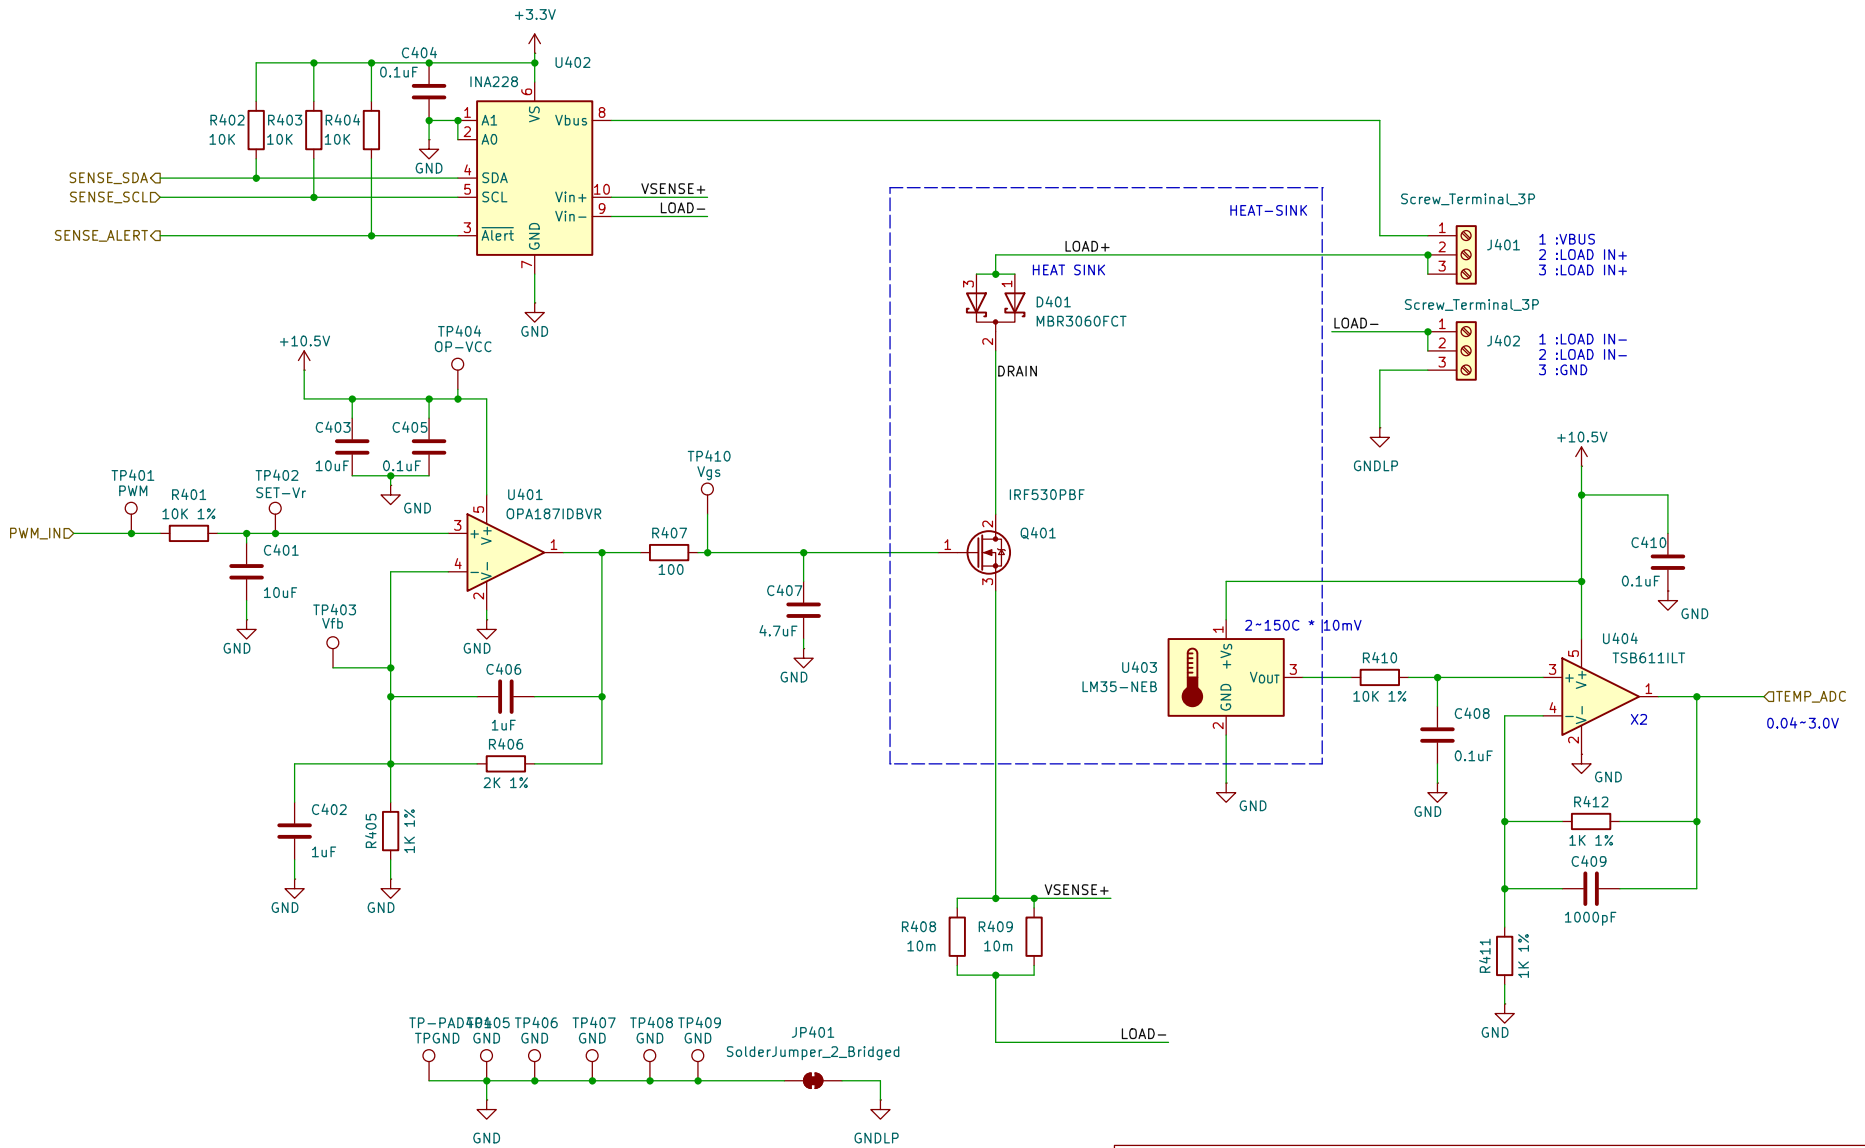 +3.3V
C404
0.1uF
U402
INA228
6
VS
R402
10K
R403
10K
R404
10K
1
A1
2
A0
Vbus
8
GND
SENSE_SDA
4
SDA
SENSE_SCL
5
SCL
Vin+
10
VSENSE+
Vin-
9
LOAD-
SENSE_ALERT
3
Alert
GND
7
GND
HEAT-SINK
LOAD+
HEAT SINK
3
1
D401
MBR3060FCT
2
DRAIN
Screw_Terminal_3P
1
2
3
J401
1 :VBUS
2 :LOAD IN+
3 :LOAD IN+
Screw_Terminal_3P
LOAD-
1
2
3
J402
1 :LOAD IN-
2 :LOAD IN-
3 :GND
GNDLP
+10.5V
TP404
OP-VCC
C403
10uF
C405
0.1uF
GND
TP401
PWM
R401
10K 1%
TP402
SET-Vr
PWM_IN
C401
10uF
GND
U401
OPA187IDBVR
3
+
5
V+
1
4
-
V-
2
GND
TP403
Vfb
C406
1uF
R406
2K 1%
C402
1uF
GND
R405
1K 1%
GND
R407
100
TP410
Vgs
C407
4.7uF
GND
IRF530PBF
Q401
1
2
3
2~150C * 10mV
U403
LM35-NEB
1
+Vs
VOUT
3
GND
2
GND
R410
10K 1%
C408
0.1uF
GND
+10.5V
C410
0.1uF
GND
U404
TSB611ILT
3
+
5
V+
1
4
-
V-
2
X2
GND
TEMP_ADC
0.04~3.0V
R412
1K 1%
C409
1000pF
R411
1K 1%
GND
VSENSE+
R408
10m
R409
10m
LOAD-
TP-PAD401
TPGND
TP405
GND
TP406
GND
TP407
GND
TP408
GND
TP409
GND
JP401
SolderJumper_2_Bridged
GND
GNDLP